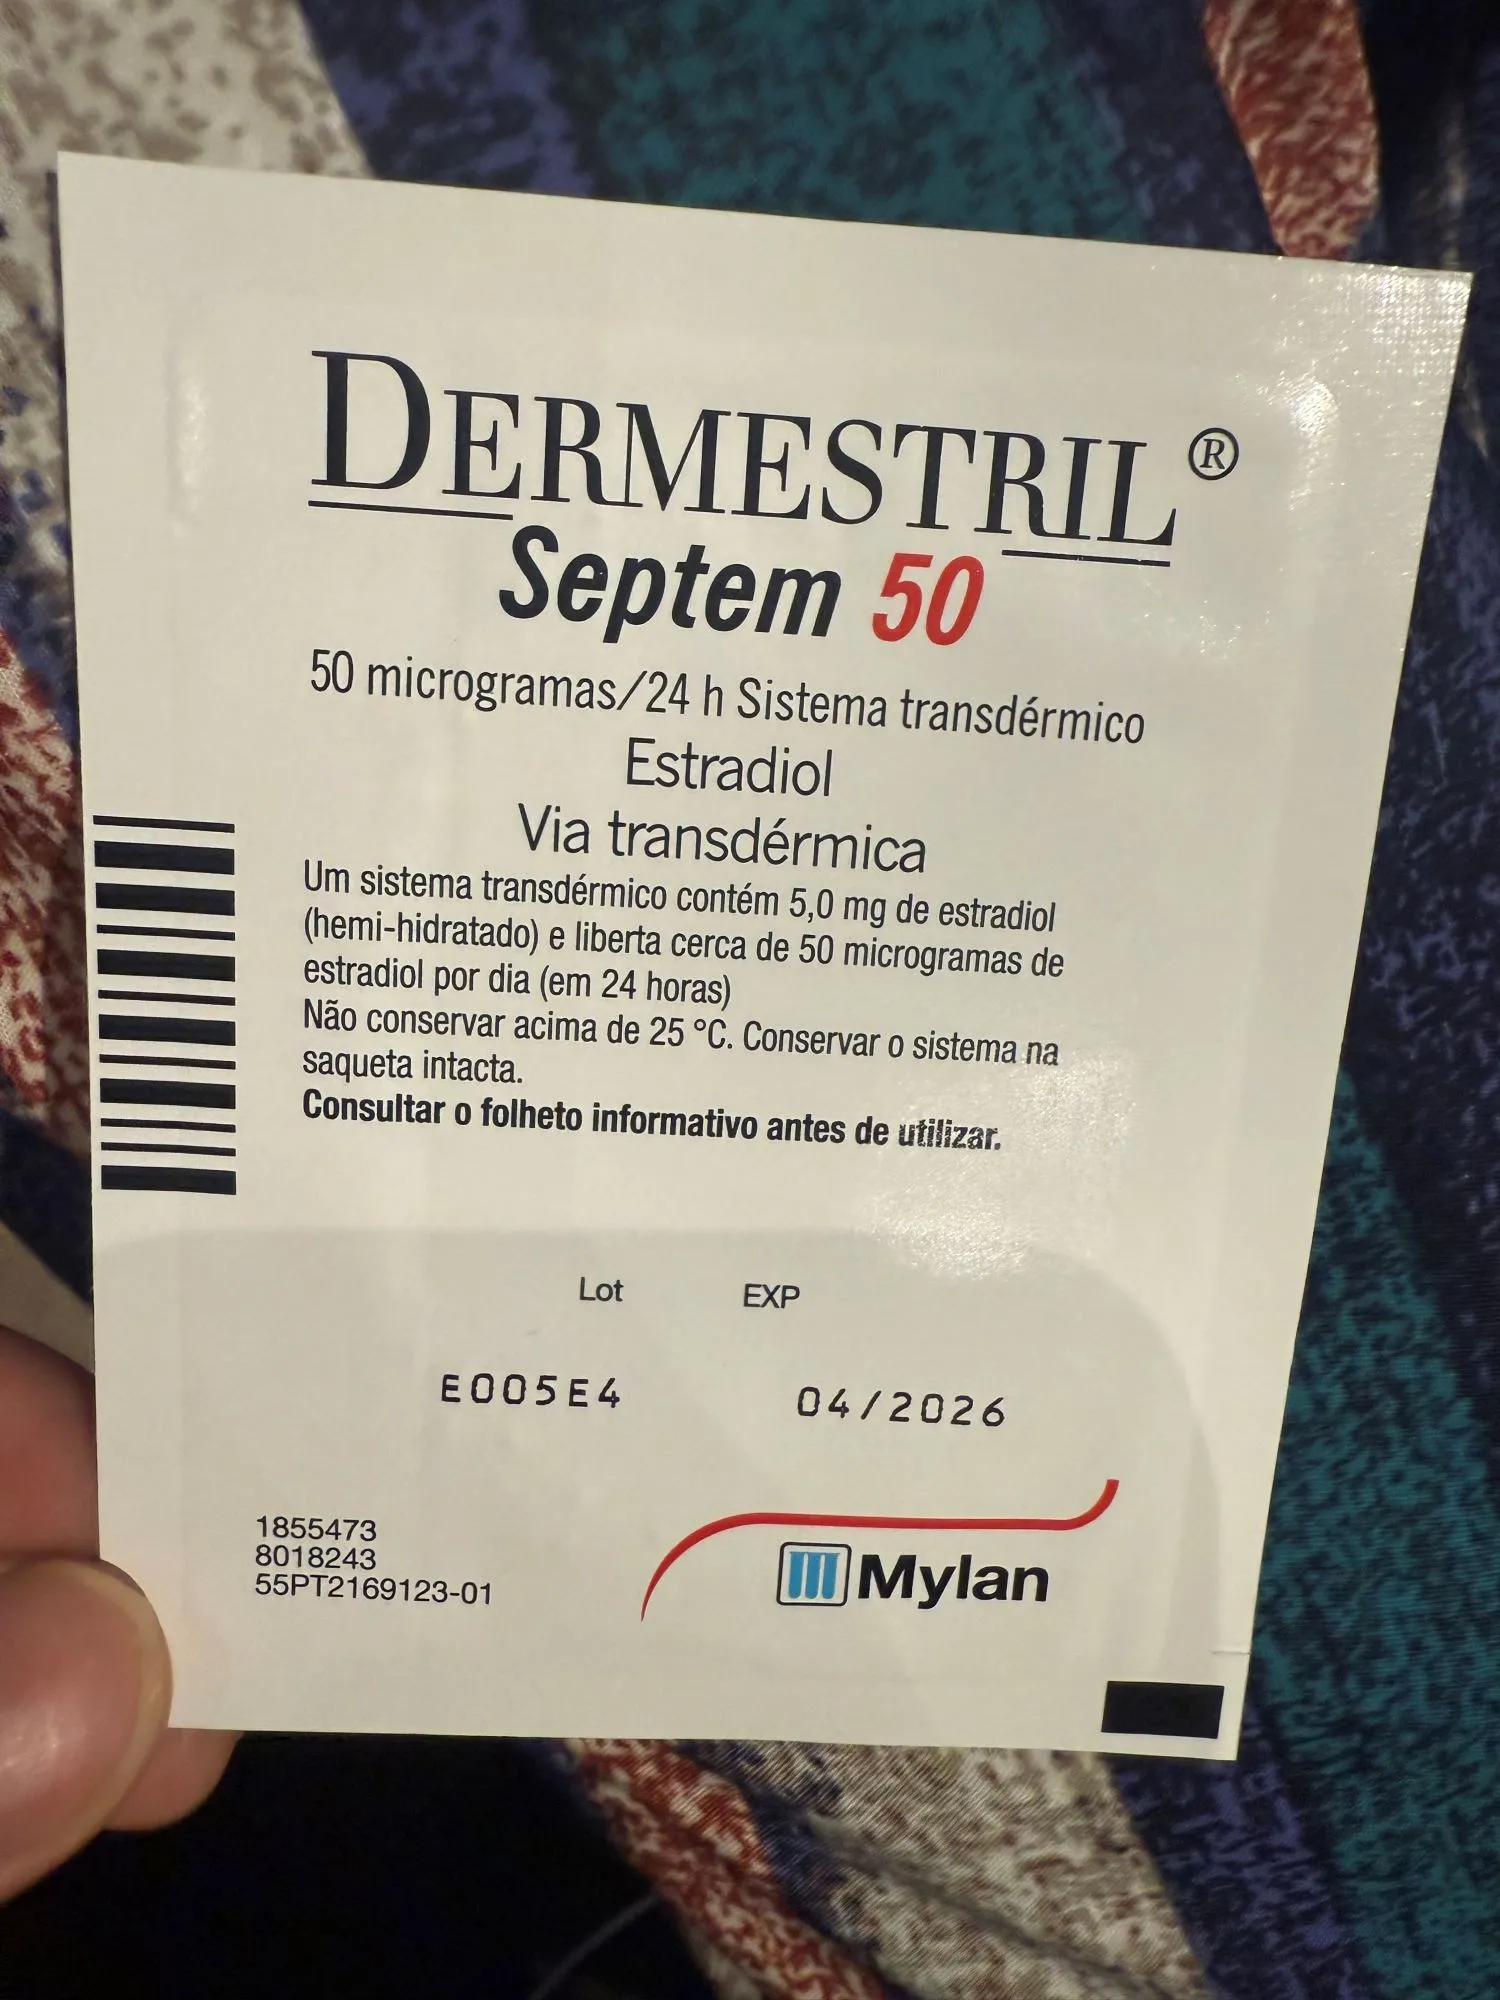 DERMESTRIL®
Septem 50
50 microgramas/24 h Sistema transdérmico
Estradiol
Via transdérmica
Um sistema transdérmico contém 5,0 mg de estradiol
(hemi-hidratado) e liberta cerca de 50 microgramas de
estradiol por dia (em 24 horas)
Não conservar acima de 25 °C. Conservar o sistema na
saqueta intacta.
Consultar o folheto informativo antes de utilizar.
Lot EXP
E005E4 04/2026
1855473
8018243
55PT2169123-01
Mylan